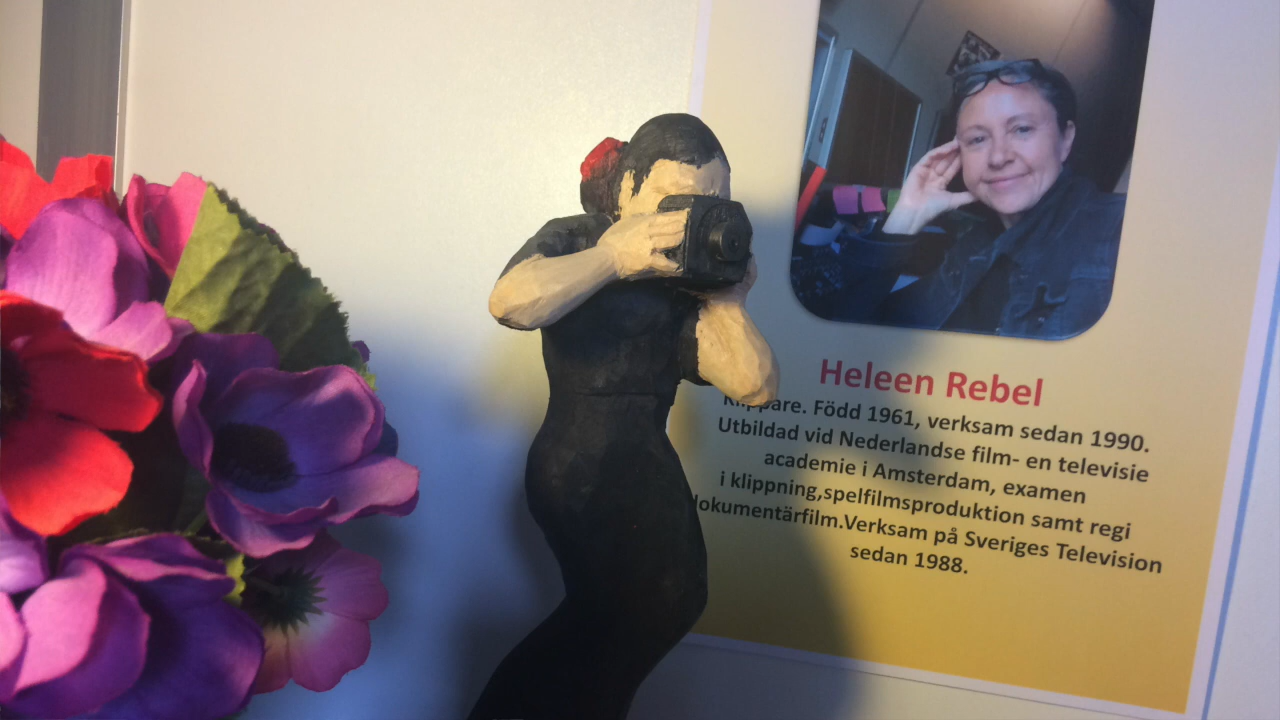 Heleen Rebel
Klippare. Född 1961, verksam sedan 1990.
Utbildad vid Nederlandse film- en televisie
academie i Amsterdam, examen
i klippning,spelfilmsproduktion samt regi
dokumentärfilm.Verksam på Sveriges Television
sedan 1988.